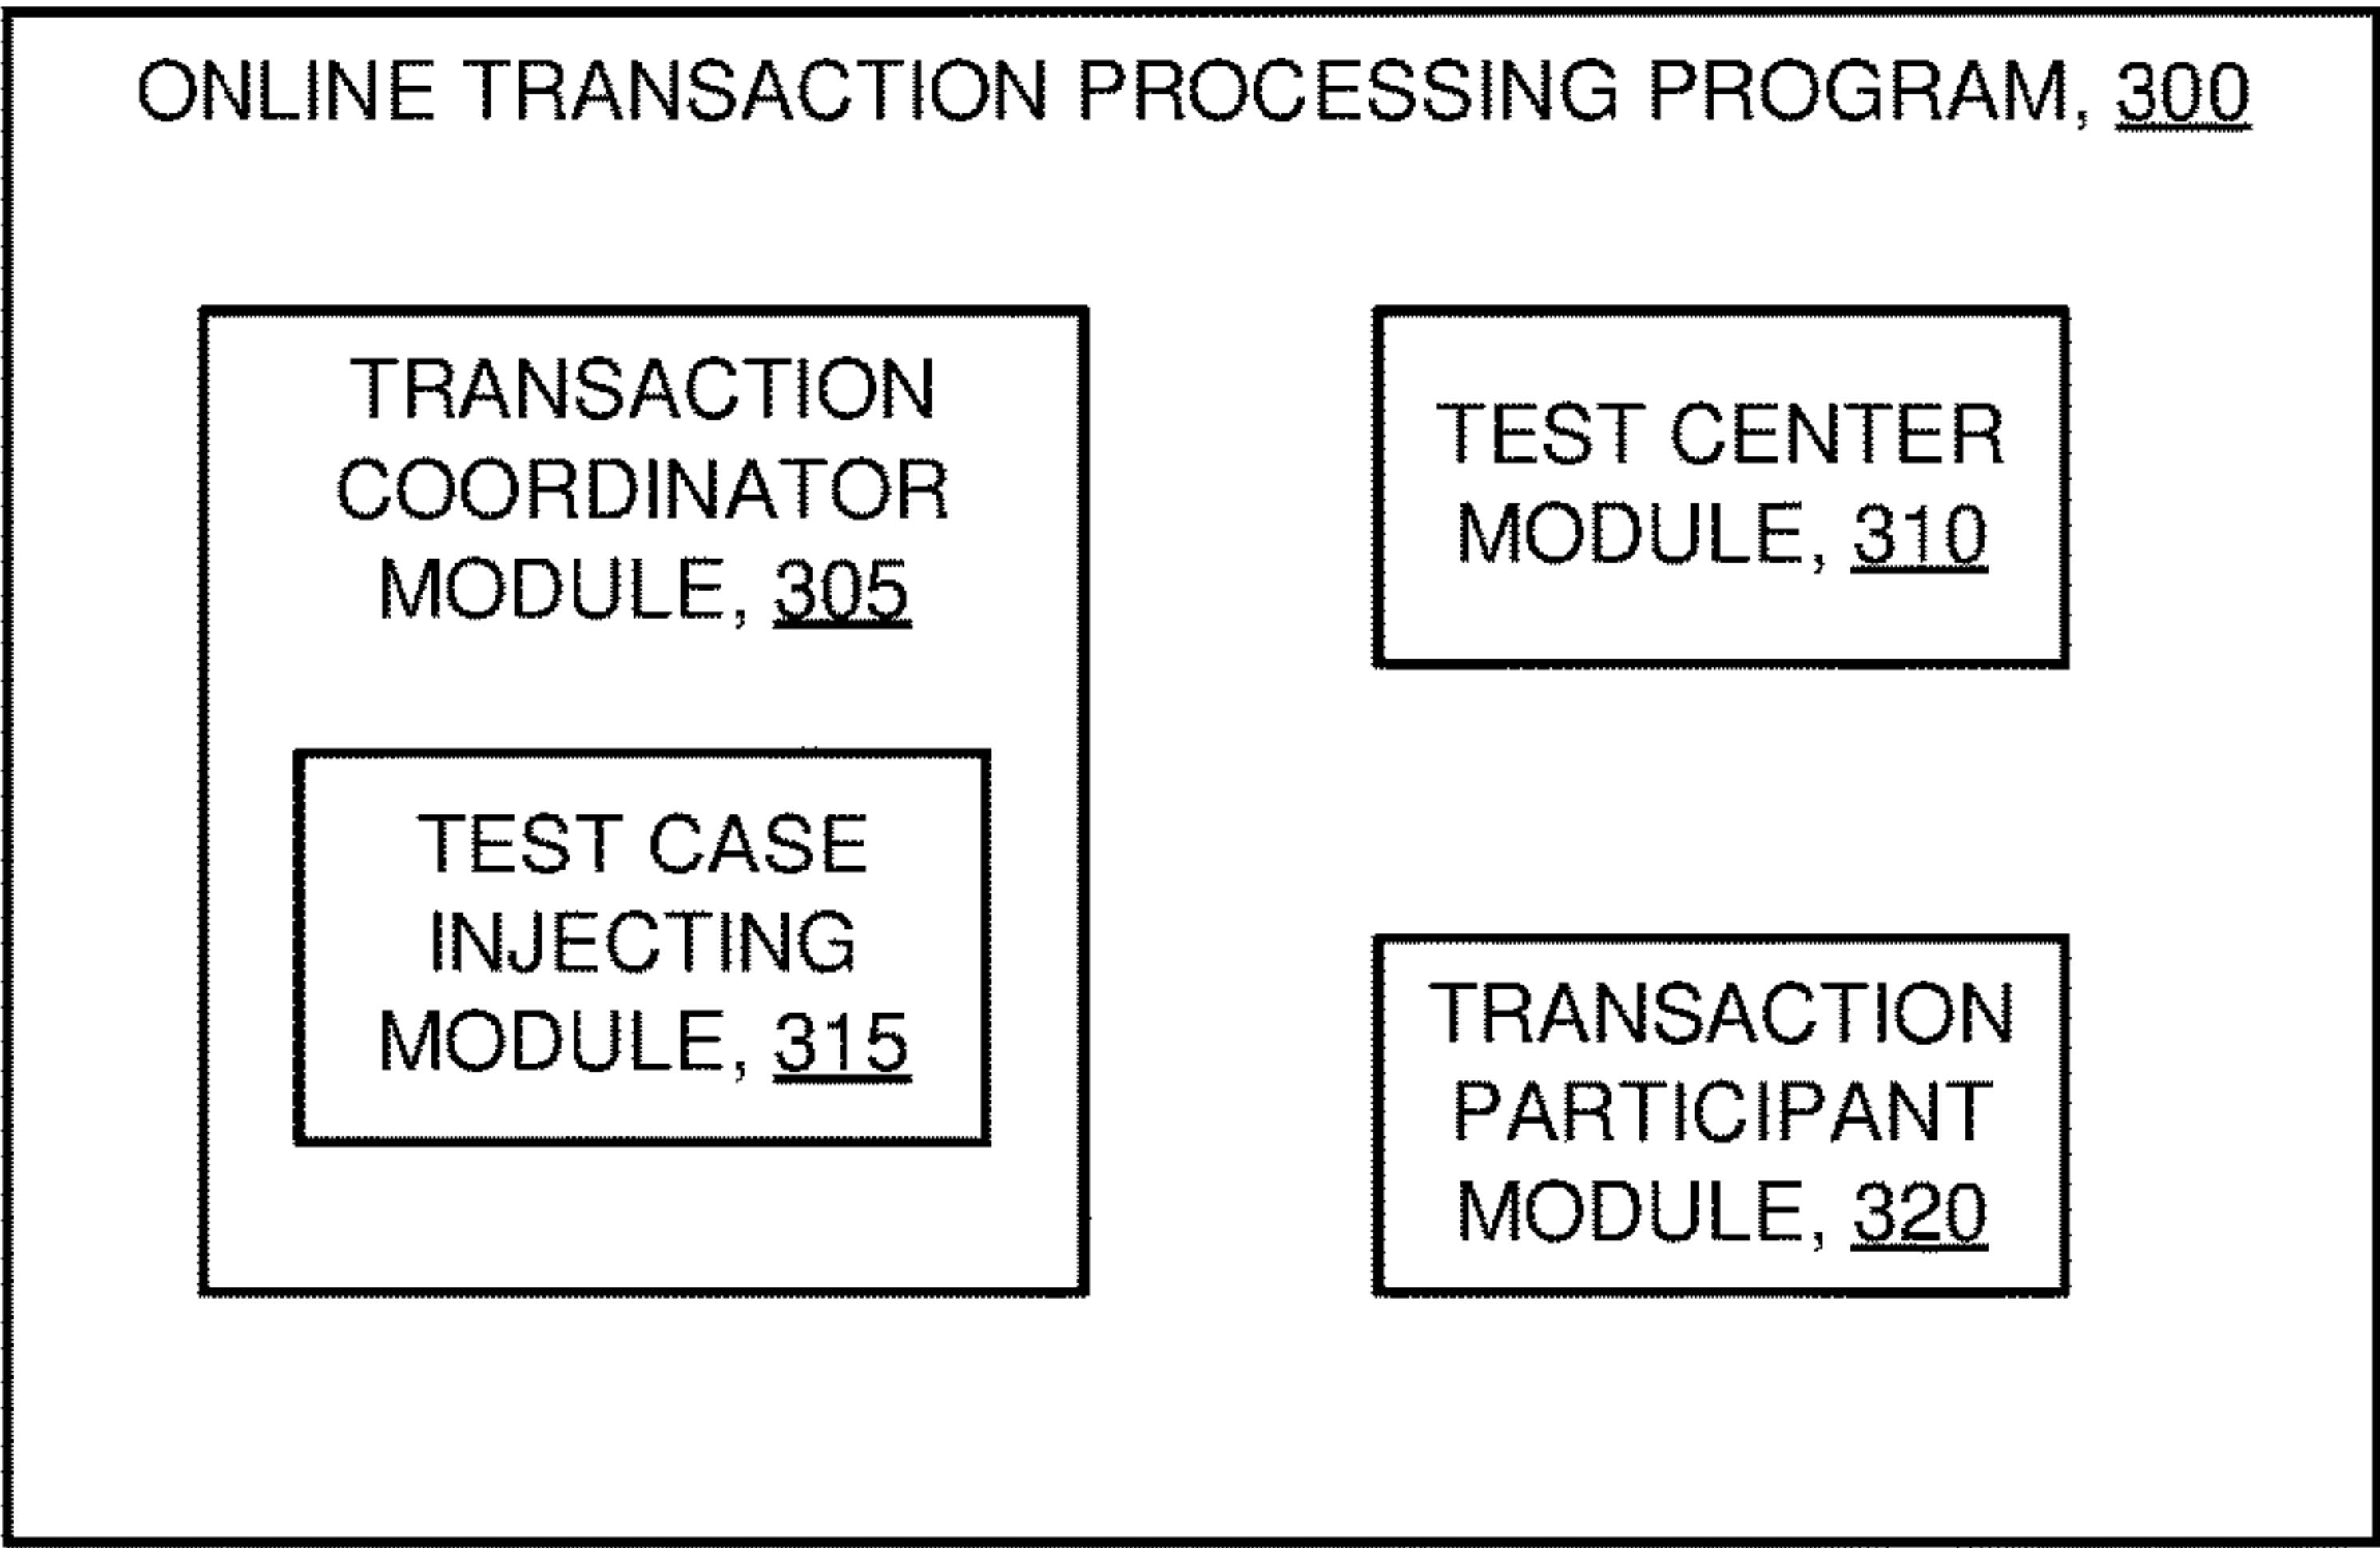 ONLINE TRANSACTION PROCESSING PROGRAM, 300
TRANSACTION
COORDINATOR
MODULE, 305
TEST CASE
INJECTING
MODULE, 315
TEST CENTER
MODULE, 310
TRANSACTION
PARTICIPANT
MODULE, 320